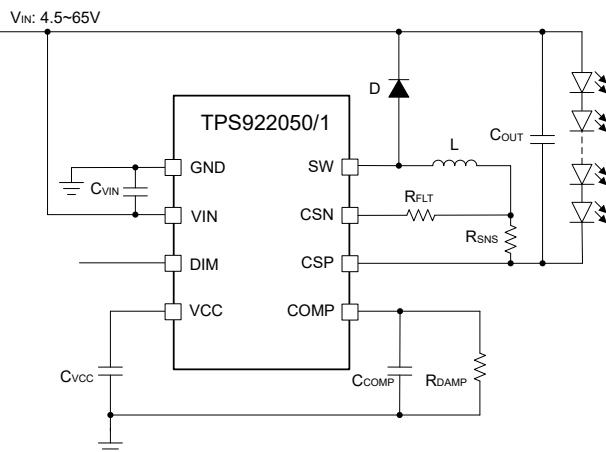 VIN: 4.5~65V
D
TPS922050/1
COUT
L
GND
SW
CVIN
RFLT
VIN
CSN
RSNS
DIM
CSP
VCC
COMP
CVCC
CCOMP
RDAMP